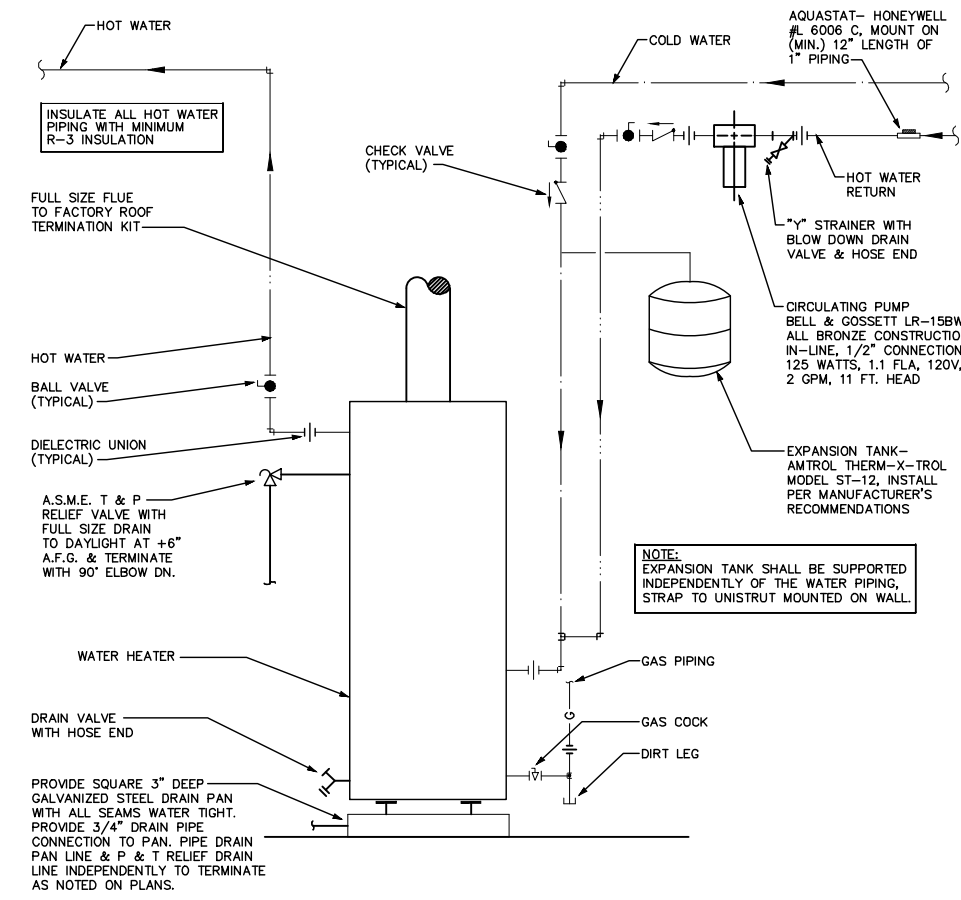 HOT WATER
INSULATE ALL HOT WATER
PIPING WITH MINIMUM
R-3 INSULATION
FULL SIZE FLUE
TO FACTORY ROOF
TERMINATION KIT
HOT WATER
BALL VALVE
(TYPICAL)
DIELECTRIC UNION
(TYPICAL)
A.S.M.E. T & P
RELIEF VALVE WITH
FULL SIZE DRAIN
TO DAYLIGHT AT +6"
A.F.G. & TERMINATE
WITH 90° ELBOW DN.
WATER HEATER
DRAIN VALVE
WITH HOSE END
PROVIDE SQUARE 3" DEEP
GALVANIZED STEEL DRAIN PAN
WITH ALL SEAMS WATER TIGHT.
PROVIDE 3/4" DRAIN PIPE
CONNECTION TO PAN. PIPE DRAIN
PAN LINE & P & T RELIEF DRAIN
LINE INDEPENDENTLY TO TERMINATE
AS NOTED ON PLANS.
COLD WATER
CHECK VALVE
(TYPICAL)
AQUASTAT- HONEYWELL
#L 6006 C, MOUNT ON
(MIN.) 12" LENGTH OF
1" PIPING
HOT WATER
RETURN
"Y" STRAINER WITH
BLOW DOWN DRAIN
VALVE & HOSE END
CIRCULATING PUMP
BELL & GOSSETT LR-15BW
ALL BRONZE CONSTRUCTIO
IN-LINE, 1/2" CONNECTION
125 WATTS, 1.1 FLA, 120V,
2 GPM, 11 FT. HEAD
EXPANSION TANK-
AMTROL THERM-X-TROL
MODEL ST-12, INSTALL
PER MANUFACTURER'S
RECOMMENDATIONS
NOTE:
EXPANSION TANK SHALL BE SUPPORTED
INDEPENDENTLY OF THE WATER PIPING,
STRAP TO UNISTRUT MOUNTED ON WALL.
GAS PIPING
G
GAS COCK
DIRT LEG